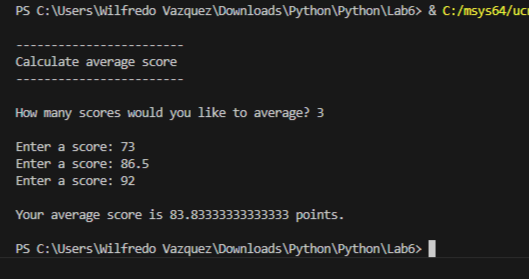 PS C:\Users\Wilfredo Vazquez\Downloads\Python\Python\Lab6> & C:/msys64/ucr
------------------------
Calculate average score
------------------------
How many scores would you like to average? 3
Enter a score: 73
Enter a score: 86.5
Enter a score: 92
Your average score is 83.83333333333333 points.
PS C:\Users\Wilfredo Vazquez\Downloads\Python\Python\Lab6>